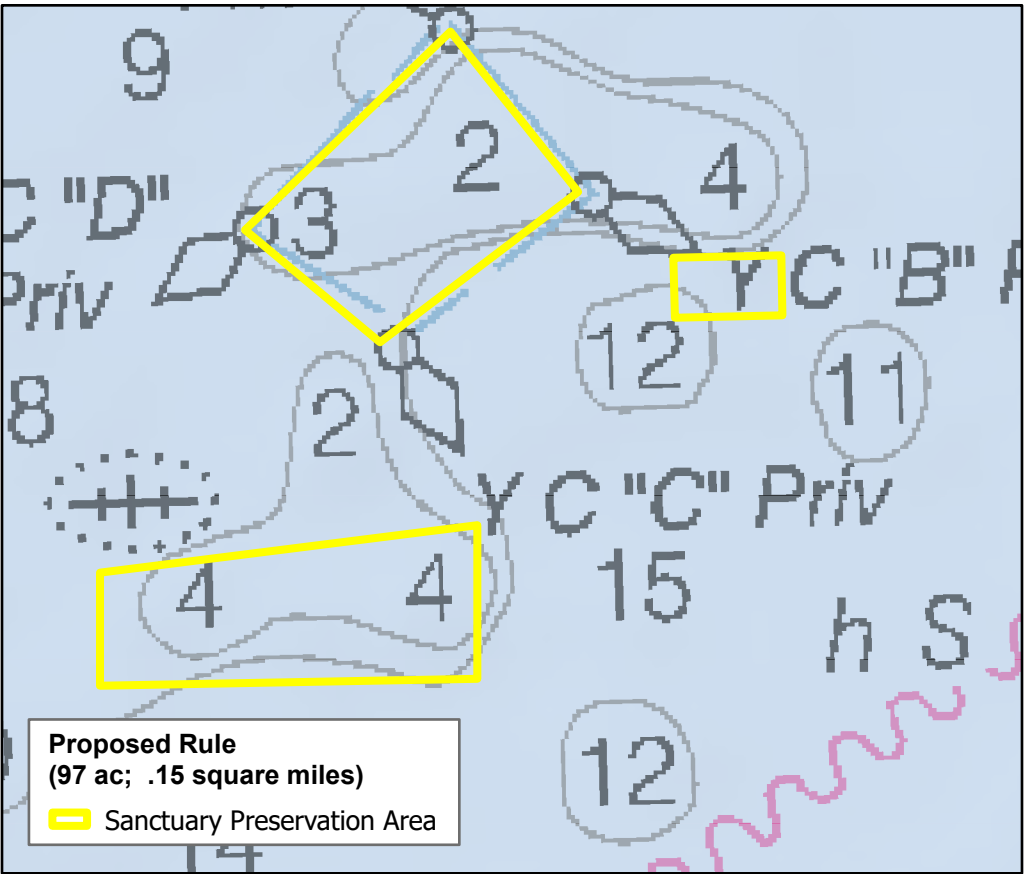 9
2
4
3
C "D"
Priv
Y C "B"
12
11
8
2
Y C "C" Priv
4
4
15
h S
12
Proposed Rule
(97 ac; .15 square miles)
Sanctuary Preservation Area
14